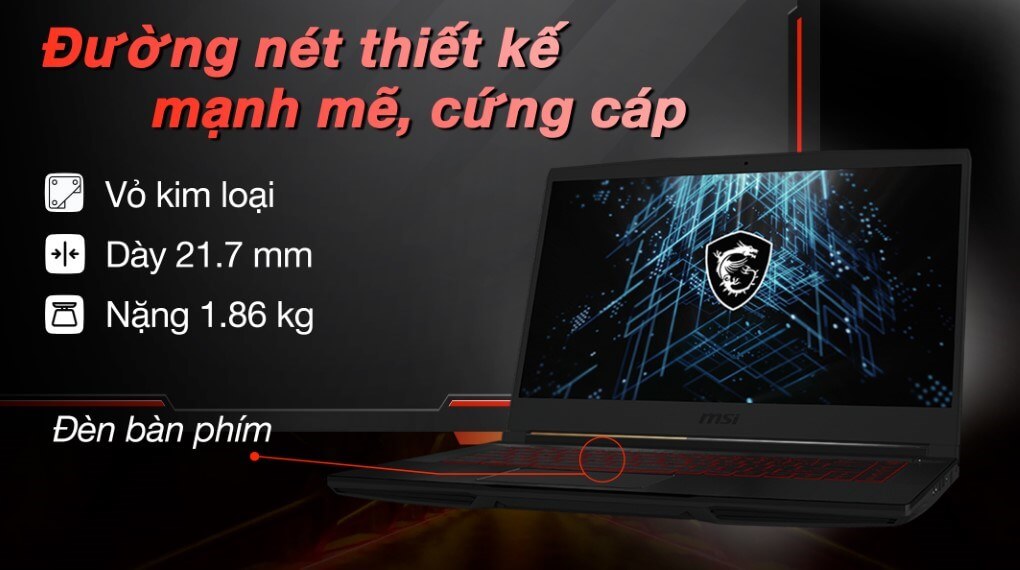 Đường nét thiết kế
mạnh mẽ, cứng cáp
Vỏ kim loại
Dày 21.7 mm
Nặng 1.86 kg
Đèn bàn phím
msi